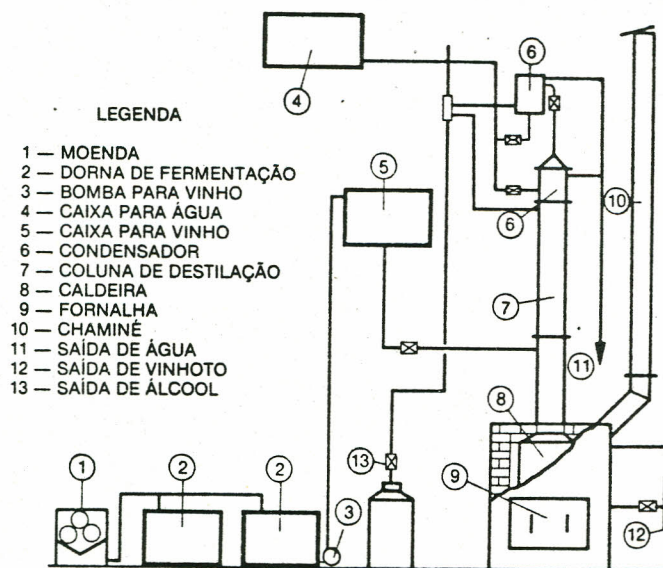 LEGENDA
1 — MOENDA
2 — DORNA DE FERMENTAÇÃO
3 — BOMBA PARA VINHO
4 — CAIXA PARA ÁGUA
5 — CAIXA PARA VINHO
6 — CONDENSADOR
7 — COLUNA DE DESTILAÇÃO
8 — CALDEIRA
9 — FORNALHA
10 — CHAMINÉ
11 — SAÍDA DE ÁGUA
12 — SAÍDA DE VINHOTO
13 — SAÍDA DE ÁLCOOL
4
6
5
6
10
7
11
8
13
1
2
2
3
9
12